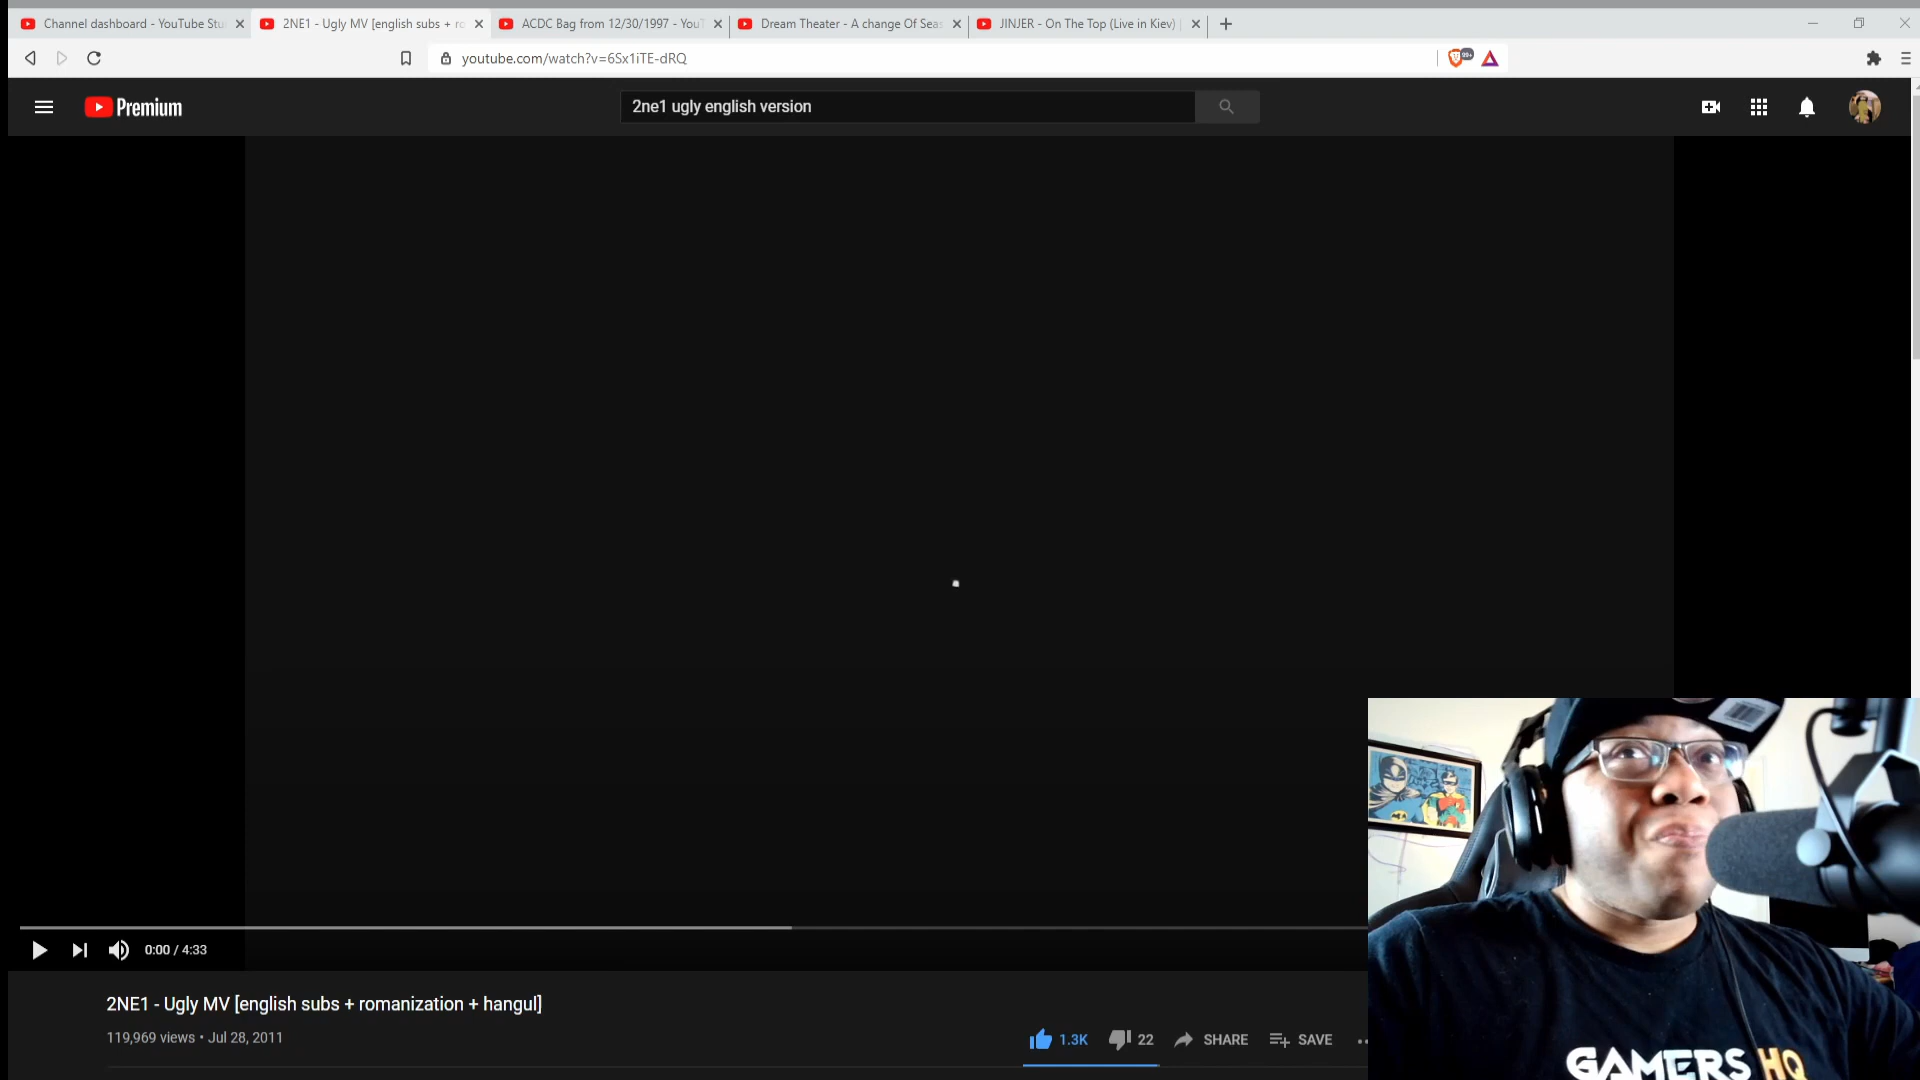 Channel dashboard - YouTube Stu
2NE1 - Ugly MV [english subs + ro
ACDC Bag from 12/30/1997 - YouT
Dream Theater - A change Of Seas
JINJER - On The Top (Live in Kiev) |
youtube.com/watch?v=6Sx1iTE-dRQ
99+
Premium
2ne1 ugly english version
0:00 / 4:33
2NE1 - Ugly MV [english subs + romanization + hangul]
119,969 views • Jul 28, 2011
1.3K
22
SHARE
SAVE
GAMERS HQ